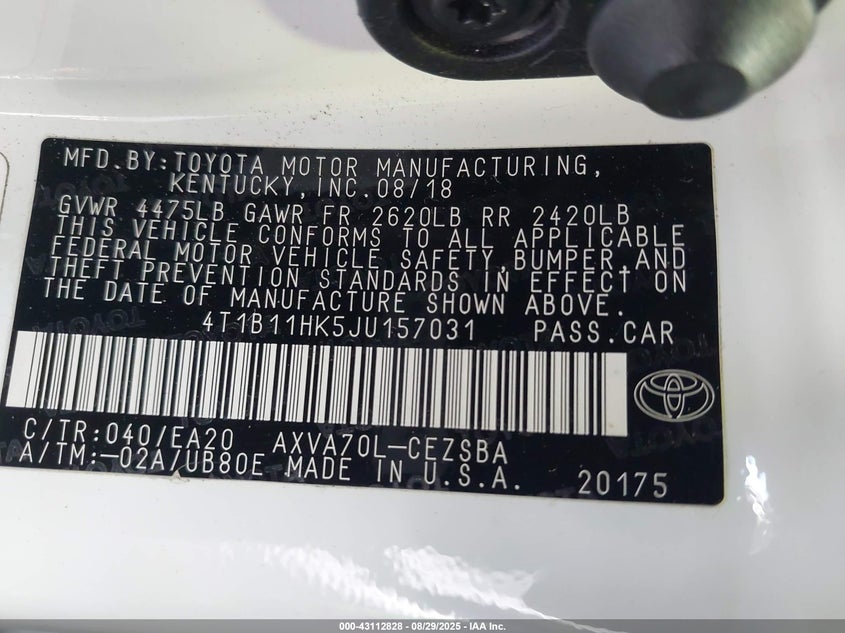 MFD.BY:TOYOTA MOTOR MANUFACTURING,
KENTUCKY,INC.08/18
GVWR 4475LB GAWR FR 2620LB RR 2420LB
THIS VEHICLE CONFORMS TO ALL APPLICABLE
FEDERAL MOTOR VEHICLE SAFETY,BUMPER,AND
THEFT PREVENTION STANDARDS IN EFFECT ON
THE DATE OF MANUFACTURE SHOWN ABOVE.
4T1B11HK5JU157031 PASS.CAR
C/TR:040/EA20 AXVA70L-CEZSBA
A/TM:-02A/UB80E MADE IN U.S.A. 20175
000-43112828 - 08/29/2025 - IAA Inc.